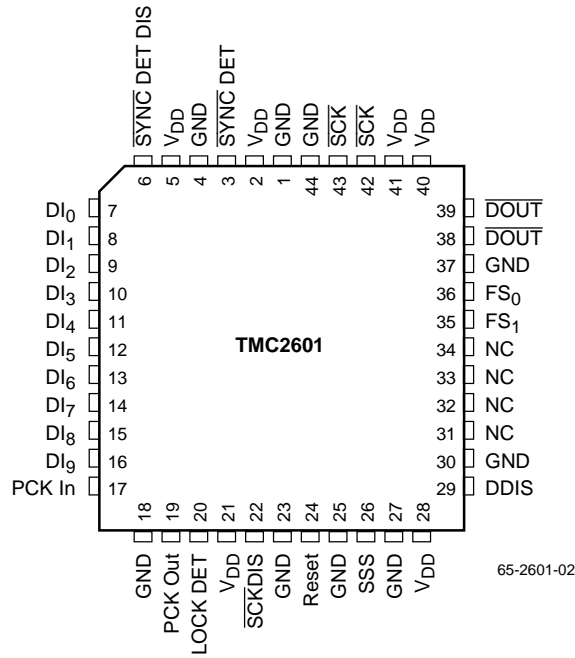 SYNC DET DIS
VDD
GND
SYNC DET
VDD
GND
GND
SCK
SCK
VDD
VDD
6 5 4 3 2 1 44 43 42 41 40
DI0 7
DI1 8
DI2 9
DI3 10
DI4 11
DI5 12
DI6 13
DI7 14
DI8 15
DI9 16
PCK In 17
TMC2601
39 DOUT
38 DOUT
37 GND
36 FS0
35 FS1
34 NC
33 NC
32 NC
31 NC
30 GND
29 DDIS
18 19 20 21 22 23 24 25 26 27 28
GND
PCK Out
LOCK DET
VDD
SCKDIS
GND
Reset
GND
SSS
GND
VDD
65-2601-02